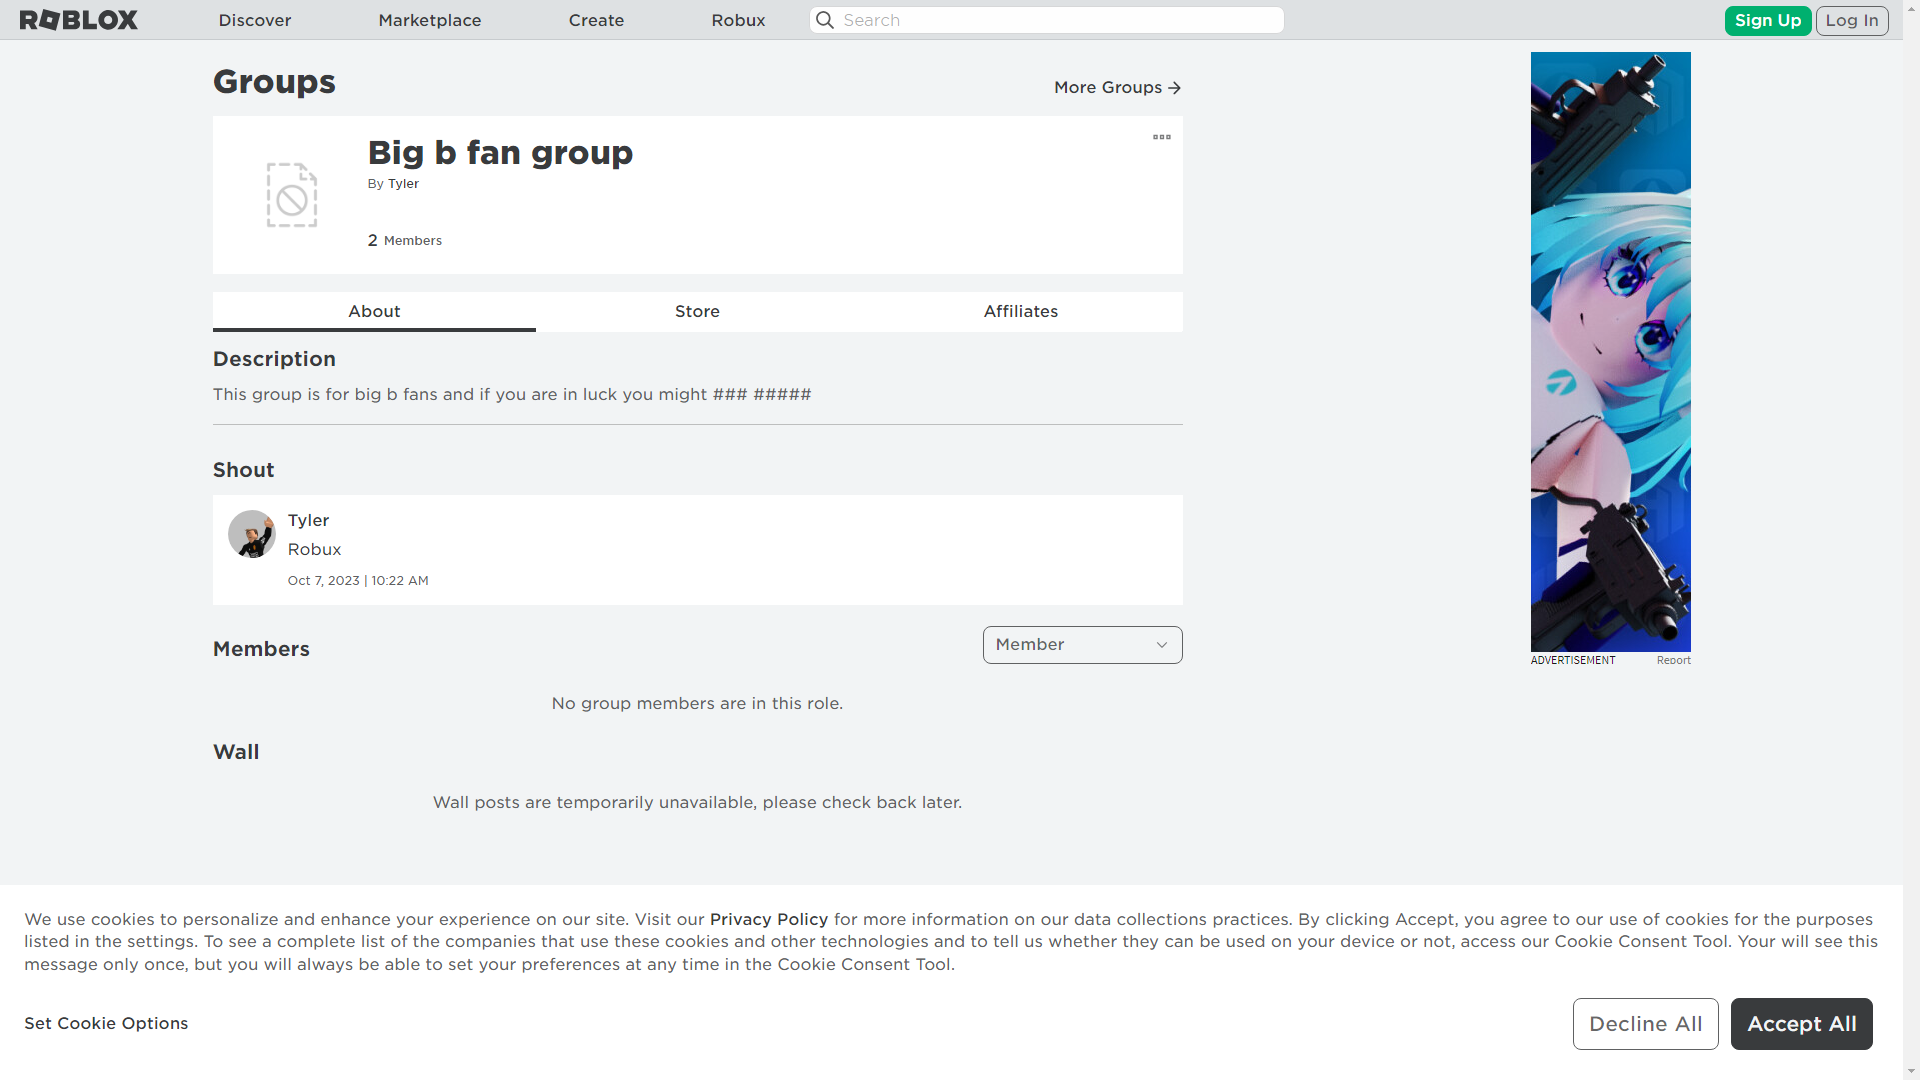 ROBLOX
Discover
Marketplace
Create
Robux
Search
Sign Up
Log In
Groups
More Groups
Big b fan group
By Tyler
2 Members
About
Store
Affiliates
Description
This group is for big b fans and if you are in luck you might ### #####
Shout
Tyler
Robux
Oct 7, 2023 | 10:22 AM
Members
Member
No group members are in this role.
Wall
Wall posts are temporarily unavailable, please check back later.
ADVERTISEMENT
Report
We use cookies to personalize and enhance your experience on our site. Visit our Privacy Policy for more information on our data collections practices. By clicking Accept, you agree to our use of cookies for the purposes
listed in the settings. To see a complete list of the companies that use these cookies and other technologies and to tell us whether they can be used on your device or not, access our Cookie Consent Tool. Your will see this
message only once, but you will always be able to set your preferences at any time in the Cookie Consent Tool.
Set Cookie Options
Decline All
Accept All